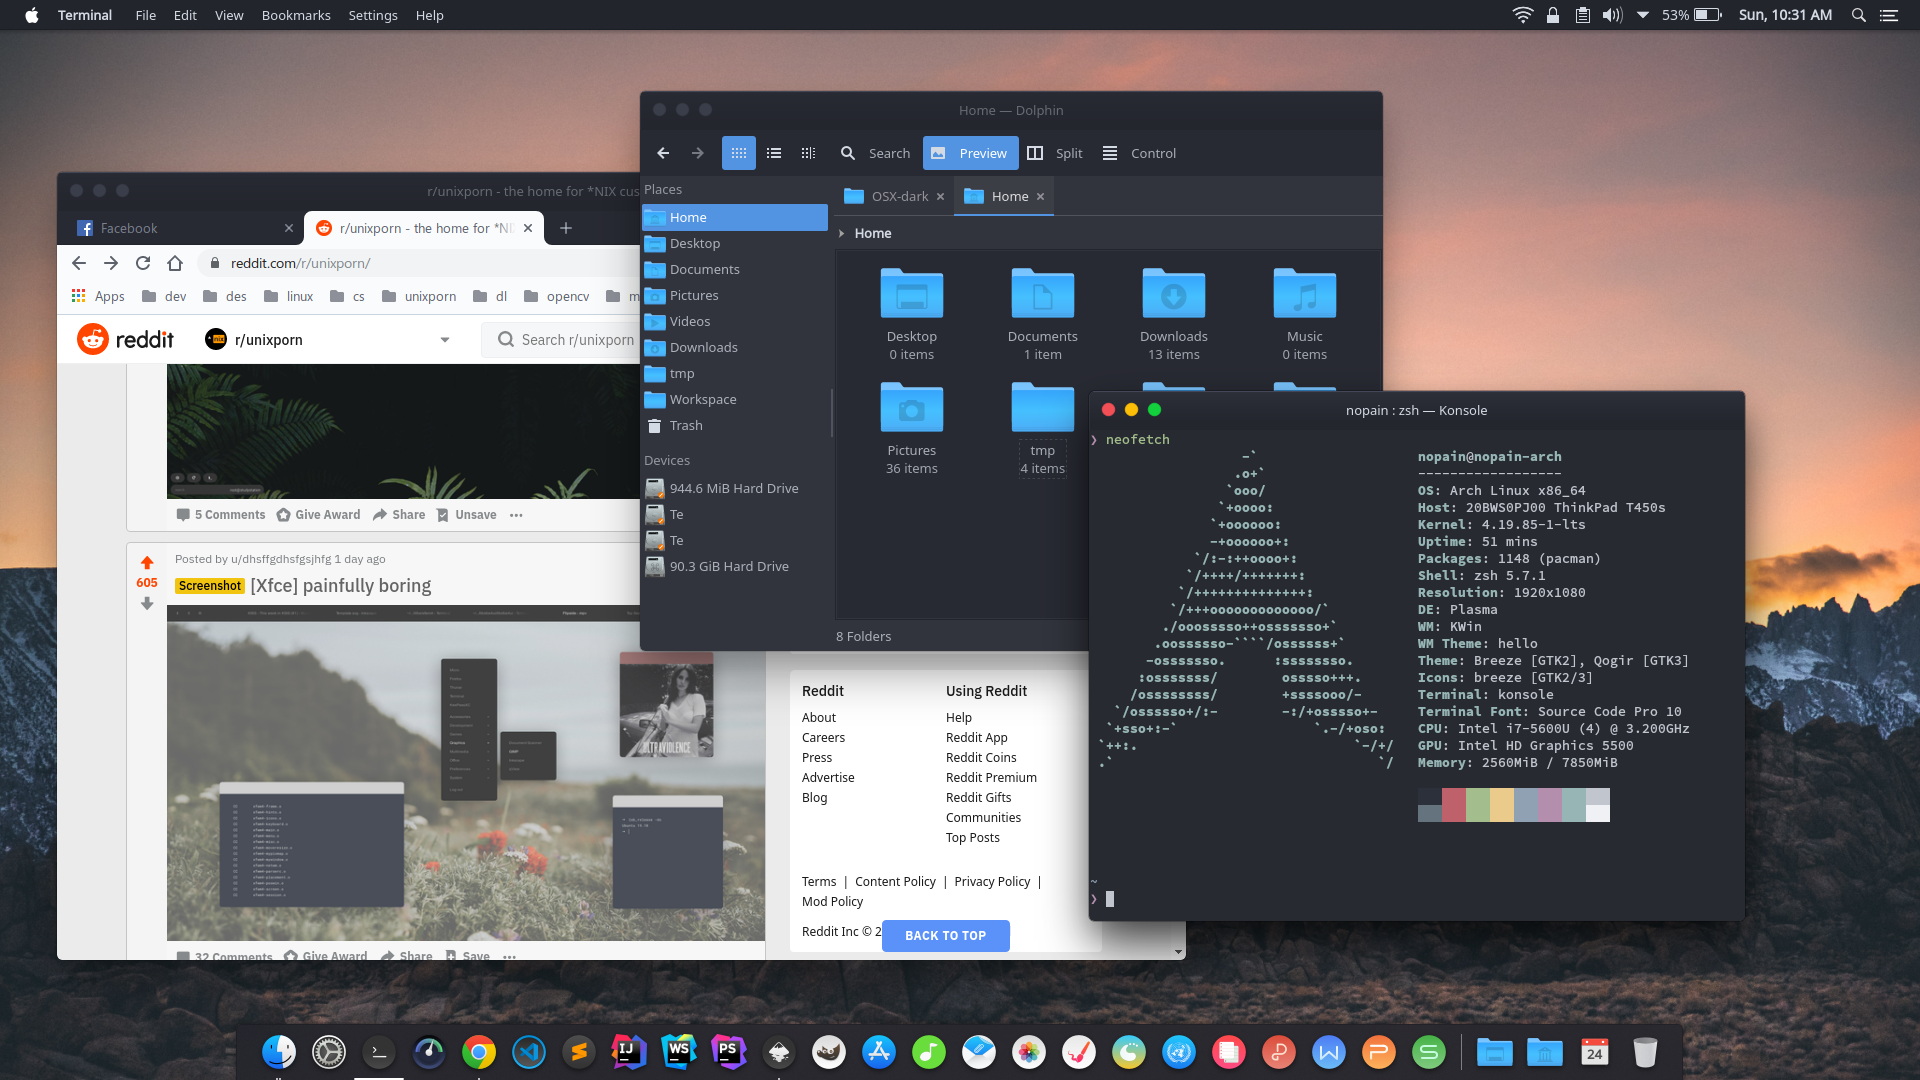 Terminal File Edit View Bookmarks Settings Help
53% Sun, 10:31 AM
Home — Dolphin
Search Preview Split Control
Places
Home
Desktop
Documents
Pictures
Videos
Downloads
tmp
Workspace
Trash
Devices
944.6 MiB Hard Drive
Te
Te
90.3 GiB Hard Drive
OSX-dark Home
Home
Desktop
0 items
Documents
1 item
Downloads
13 items
Music
0 items
Pictures
36 items
tmp
4 items
8 Folders
r/unixporn - the home for *NIX cus
Facebook r/unixporn - the home for *NI
reddit.com/r/unixporn/
Apps dev des linux cs unixporn dl opencv m
reddit r/unixporn Search r/unixporn
5 Comments Give Award Share Unsave
605
Posted by u/dhsffgdhsfgsjhfg 1 day ago
Screenshot [Xfce] painfully boring
ULTRAVIOLENCE
32 Comments Give Award Share Save
Reddit
About
Careers
Press
Advertise
Blog
Using Reddit
Help
Reddit App
Reddit Coins
Reddit Premium
Reddit Gifts
Communities
Top Posts
Terms | Content Policy | Privacy Policy |
Mod Policy
Reddit Inc © 2
BACK TO TOP
nopain : zsh — Konsole
❯ neofetch
nopain@nopain-arch
------------------
OS: Arch Linux x86_64
Host: 20BWS0PJ00 ThinkPad T450s
Kernel: 4.19.85-1-lts
Uptime: 51 mins
Packages: 1148 (pacman)
Shell: zsh 5.7.1
Resolution: 1920x1080
DE: Plasma
WM: KWin
WM Theme: hello
Theme: Breeze [GTK2], Qogir [GTK3]
Icons: breeze [GTK2/3]
Terminal: konsole
Terminal Font: Source Code Pro 10
CPU: Intel i7-5600U (4) @ 3.200GHz
GPU: Intel HD Graphics 5500
Memory: 2560MiB / 7850MiB
~
❯
IJ WS PS
24